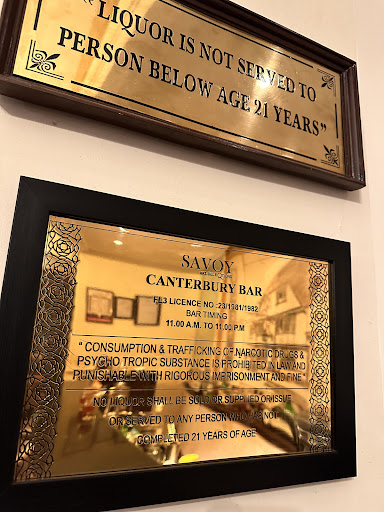 “ LIQUOR IS NOT SERVED TO
PERSON BELOW AGE 21 YEARS”
SAVOY
CANTERBURY BAR
FL3 LICENCE NO :23/1981/1982
BAR TIMING
11.00 A.M. TO 11.00 P.M
“ CONSUMPTION & TRAFFICKING OF NARCOTIC DRUGS &
PSYCHO TROPIC SUBSTANCE IS PROHIBITED IN LAW AND
PUNISHABLE WITH RIGOROUS IMPRISONMENT AND FINE “
NO LIQUOR SHALL BE SOLD OR SUPPLIED OR ISSUE
OR SERVED TO ANY PERSON WHO HAS NOT
COMPLETED 21 YEARS OF AGE